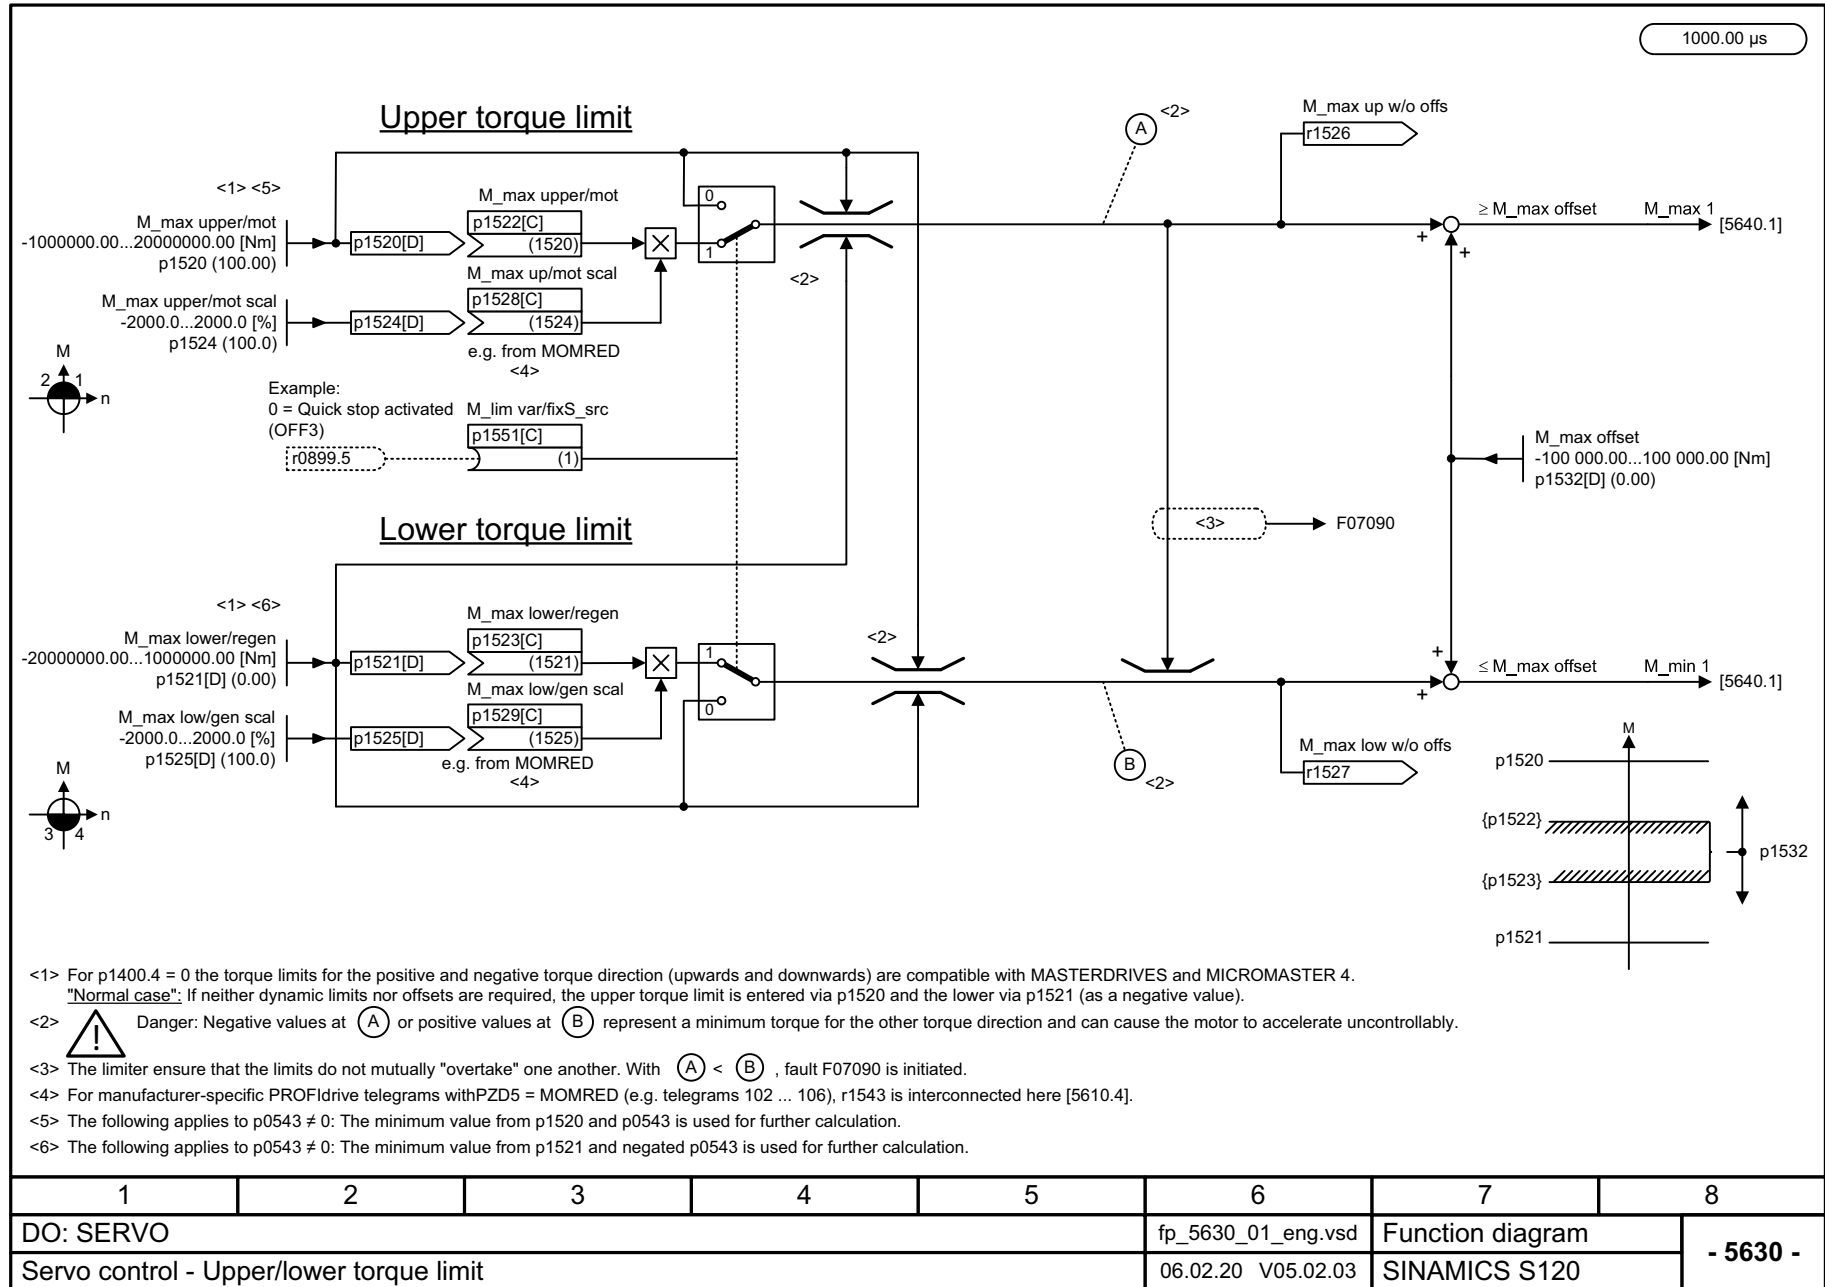 1000.00 µs
Upper torque limit
<1> <5>
M_max upper/mot
-1000000.00...20000000.00 [Nm]
p1520 (100.00)
p1520[D]
M_max upper/mot
p1522[C]
(1520)
M_max upper/mot scal
-2000.0...2000.0 [%]
p1524 (100.0)
p1524[D]
M_max up/mot scal
p1528[C]
(1524)
e.g. from MOMRED
<4>
0
1
<2>
A
<2>
M_max up w/o offs
r1526
+
+
≥ M_max offset
M_max 1
[5640.1]
M
2 1
n
Example:
0 = Quick stop activated
(OFF3)
r0899.5
M_lim var/fixS_src
p1551[C]
(1)
M_max offset
-100 000.00...100 000.00 [Nm]
p1532[D] (0.00)
<3>
F07090
Lower torque limit
<1> <6>
M_max lower/regen
-20000000.00...1000000.00 [Nm]
p1521[D] (0.00)
p1521[D]
M_max lower/regen
p1523[C]
(1521)
M_max low/gen scal
-2000.0...2000.0 [%]
p1525[D] (100.0)
p1525[D]
M_max low/gen scal
p1529[C]
(1525)
e.g. from MOMRED
<4>
1
0
<2>
B
<2>
M_max low w/o offs
r1527
+
+
≤ M_max offset
M_min 1
[5640.1]
M
n
3 4
M
p1520
{p1522}
p1532
{p1523}
p1521
<1> For p1400.4 = 0 the torque limits for the positive and negative torque direction (upwards and downwards) are compatible with MASTERDRIVES and MICROMASTER 4.
"Normal case": If neither dynamic limits nor offsets are required, the upper torque limit is entered via p1520 and the lower via p1521 (as a negative value).
<2> ! Danger: Negative values at A or positive values at B represent a minimum torque for the other torque direction and can cause the motor to accelerate uncontrollably.
<3> The limiter ensure that the limits do not mutually "overtake" one another. With A < B , fault F07090 is initiated.
<4> For manufacturer-specific PROFIdrive telegrams withPZD5 = MOMRED (e.g. telegrams 102 ... 106), r1543 is interconnected here [5610.4].
<5> The following applies to p0543 ≠ 0: The minimum value from p1520 and p0543 is used for further calculation.
<6> The following applies to p0543 ≠ 0: The minimum value from p1521 and negated p0543 is used for further calculation.
1 2 3 4 5 6 7 8
DO: SERVO
fp_5630_01_eng.vsd
Function diagram
- 5630 -
Servo control - Upper/lower torque limit
06.02.20 V05.02.03
SINAMICS S120